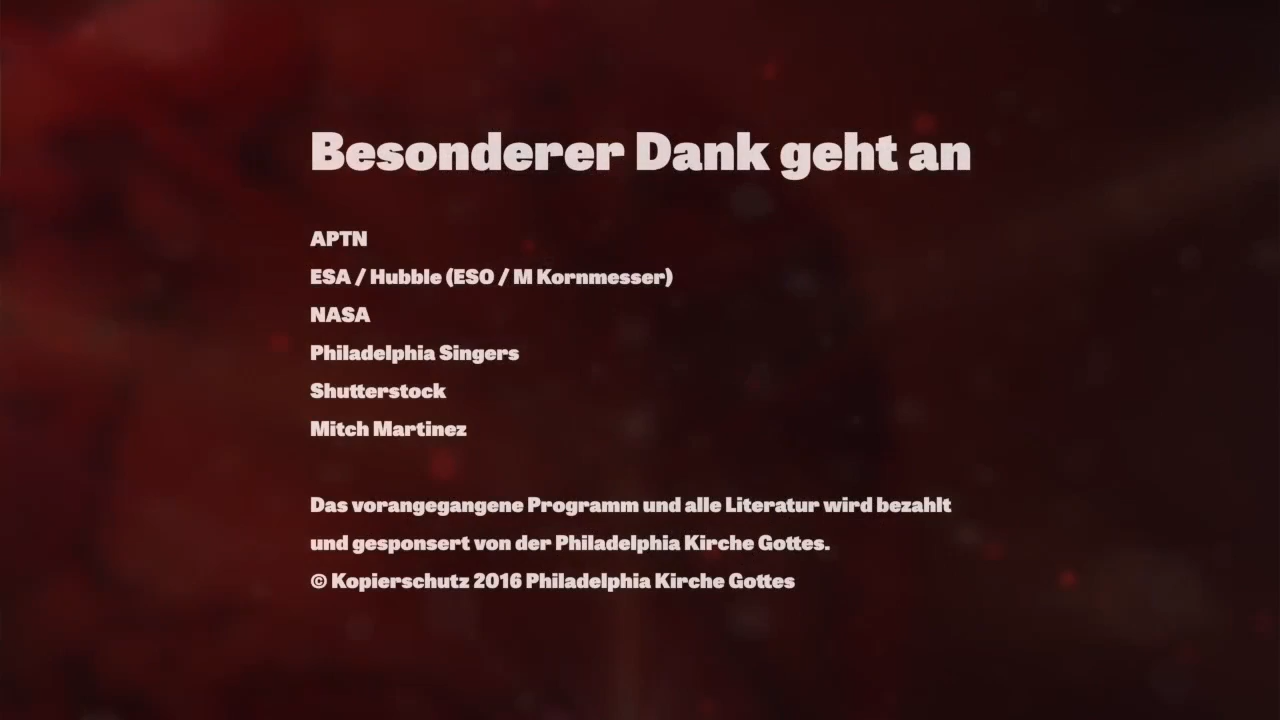 Besonderer Dank geht an
APTN
ESA / Hubble (ESO / M Kornmesser)
NASA
Philadelphia Singers
Shutterstock
Mitch Martinez
Das vorangegangene Programm und alle Literatur wird bezahlt
und gesponsert von der Philadelphia Kirche Gottes.
© Kopierschutz 2016 Philadelphia Kirche Gottes